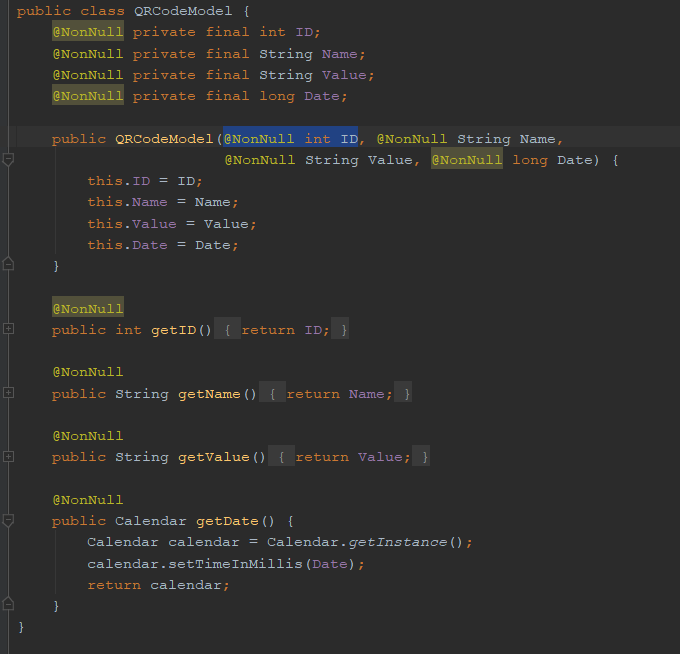 public class QRCodeModel {
    @NonNull private final int ID;
    @NonNull private final String Name;
    @NonNull private final String Value;
    @NonNull private final long Date;

    public QRCodeModel(@NonNull int ID, @NonNull String Name,
                       @NonNull String Value, @NonNull long Date) {
        this.ID = ID;
        this.Name = Name;
        this.Value = Value;
        this.Date = Date;
    }

    @NonNull
    public int getID() { return ID; }

    @NonNull
    public String getName() { return Name; }

    @NonNull
    public String getValue() { return Value; }

    @NonNull
    public Calendar getDate() {
        Calendar calendar = Calendar.getInstance();
        calendar.setTimeInMillis(Date);
        return calendar;
    }
}